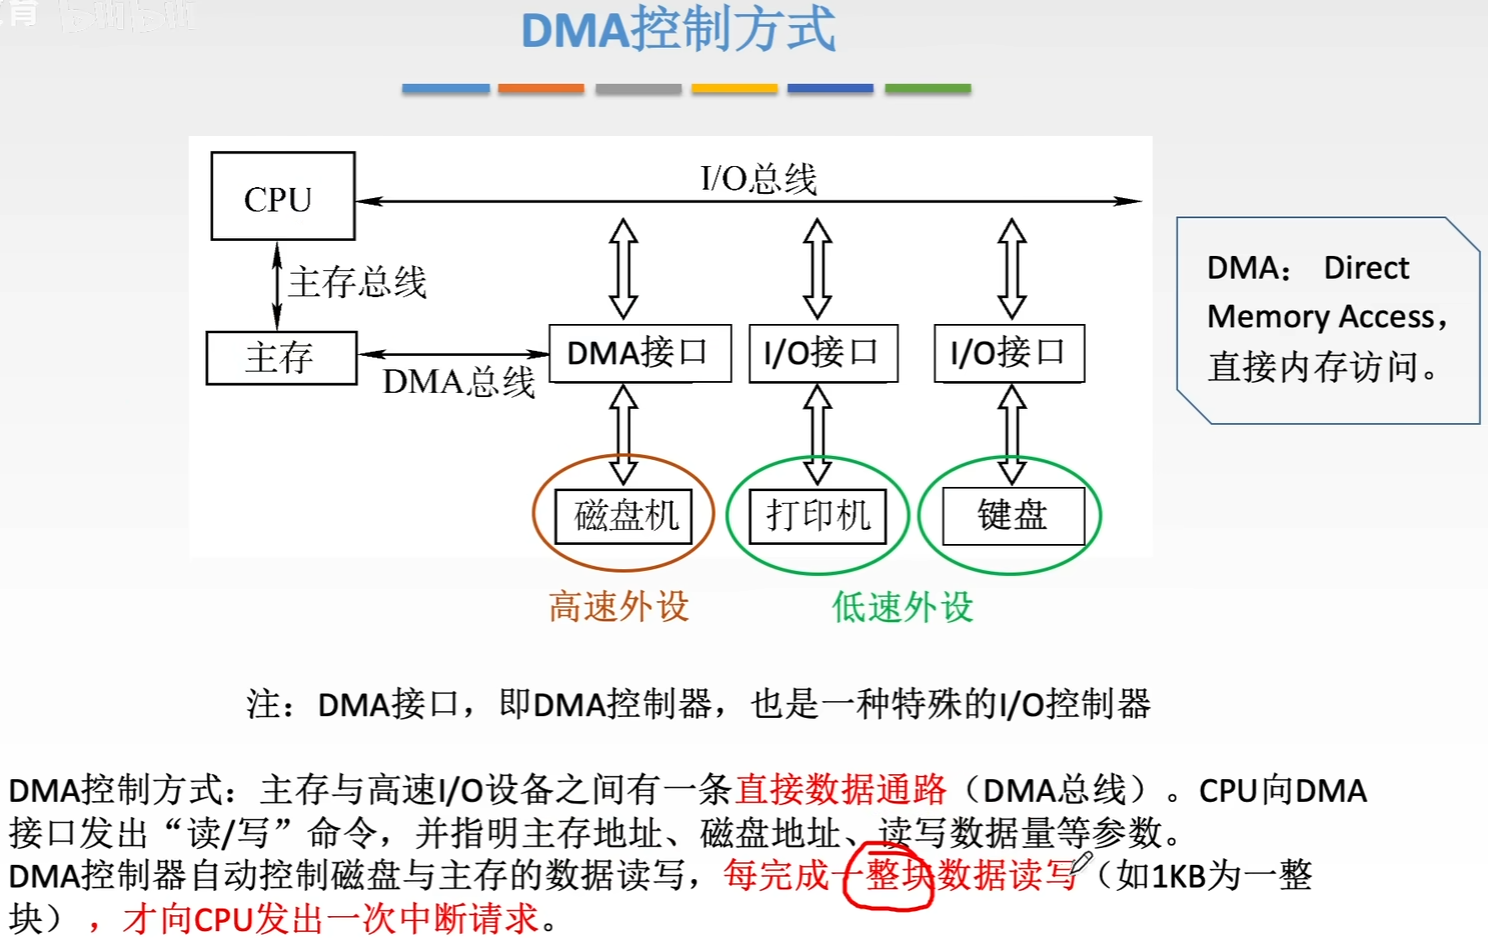 育 bilibili
DMA控制方式
CPU
I/O总线
主存总线
主存
DMA总线
DMA接口
I/O接口
I/O接口
磁盘机
打印机
键盘
高速外设
低速外设
DMA： Direct
Memory Access，
直接内存访问。
注：DMA接口，即DMA控制器，也是一种特殊的I/O控制器
DMA控制方式：主存与高速I/O设备之间有一条直接数据通路（DMA总线）。CPU向DMA
接口发出“读/写”命令，并指明主存地址、磁盘地址、读写数据量等参数。
DMA控制器自动控制磁盘与主存的数据读写，每完成一整块数据读写（如1KB为一整
块），才向CPU发出一次中断请求。